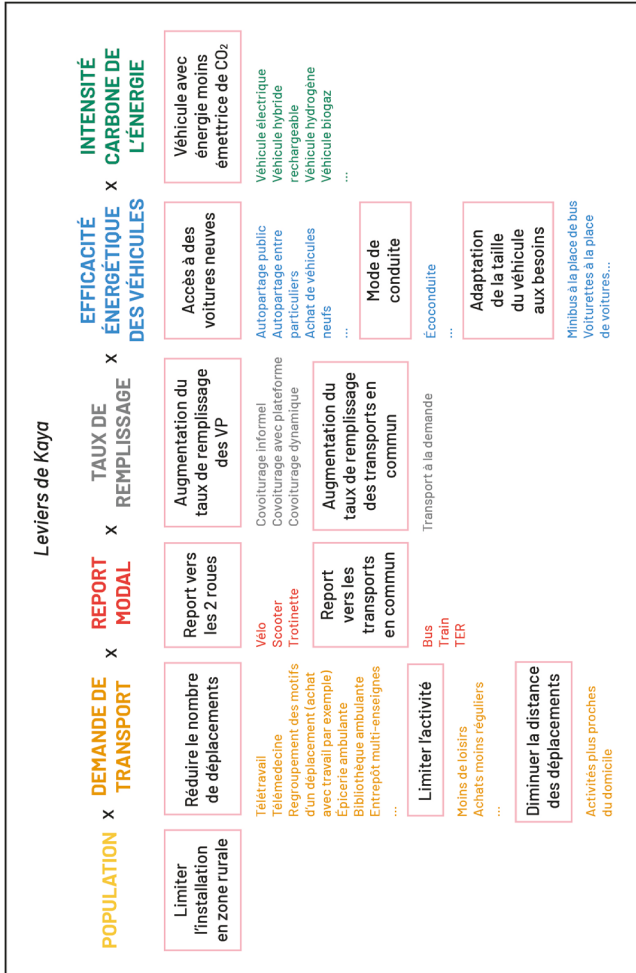 Leviers de Kaya
POPULATION
x
DEMANDE DE
TRANSPORT
x
REPORT
MODAL
x
TAUX DE
REMPLISSAGE
x
EFFICACITÉ
ÉNERGÉTIQUE
DES VÉHICULES
x
INTENSITÉ
CARBONE DE
L'ÉNERGIE
Limiter
l'installation
en zone rurale
Réduire le nombre
de déplacements
Télétravail
Télémedecine
Regroupement des motifs
d'un déplacement (achat
avec travail par exemple)
Épicerie ambulante
Bibliothèque ambulante
Entrepôt multi-enseignes
...
Limiter l'activité
Moins de loisirs
Achats moins réguliers
...
Diminuer la distance
des déplacements
Activités plus proches
du domicile
Report vers
les 2 roues
Vélo
Scooter
Trotinette
Report
vers les
transports
en commun
Bus
Train
TER
Augmentation du
taux de remplissage
des VP
Covoiturage informel
Covoiturage avec plateforme
Covoiturage dynamique
Augmentation du
taux de remplissage
des transports en
commun
Transport à la demande
Accès à des
voitures neuves
Autopartage public
Autopartage entre
particuliers
Achat de véhicules
neufs
...
Mode de
conduite
Écoconduite
...
Adaptation
de la taille
du véhicule
aux besoins
Minibus à la place de bus
Voiturettes à la place
de voitures...
Véhicule avec
énergie moins
émettrice de CO₂
Véhicule électrique
Véhicule hybride
rechargeable
Véhicule hydrogène
Véhicule biogaz
...